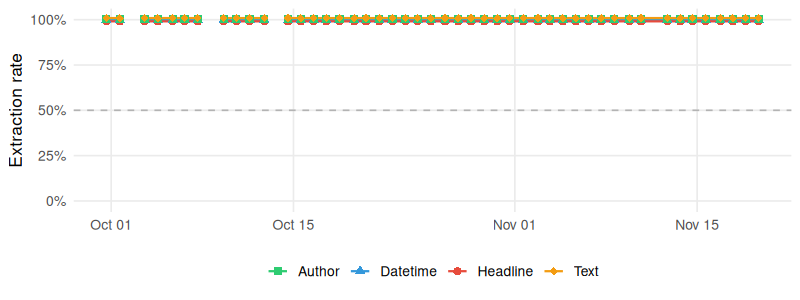 Extraction rate
100%
75%
50%
25%
0%
Oct 01 Oct 15 Nov 01 Nov 15
Author Datetime Headline Text